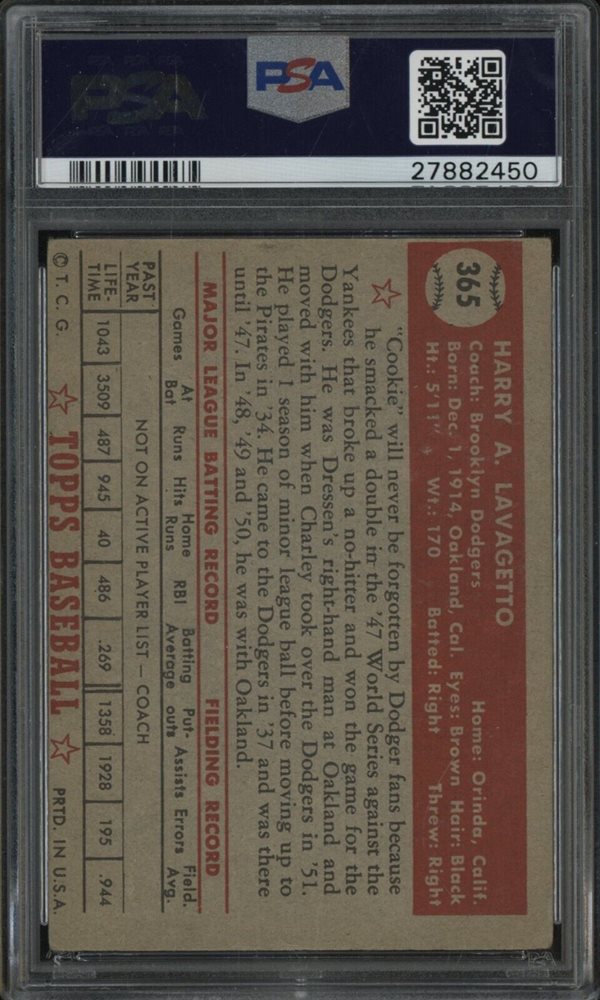 PSA
PSA
27882450
365
HARRY A. LAVAGETTO
Coach: Brooklyn Dodgers Home: Orinda, Calif.
Born: Dec. 1, 1914, Oakland, Cal. Eyes: Brown Hair: Black
Ht.: 5'11" Wt.: 170 Batted: Right Threw: Right
"Cookie" will never be forgotten by Dodger fans because
he smacked a double in the '47 World Series against the
Yankees that broke up a no-hitter and won the game for the
Dodgers. He was Dressen's right-hand man at Oakland and
moved with him when Charley took over the Dodgers in '51.
He played 1 season of minor league ball before moving up to
the Pirates in '34. He came to the Dodgers in '37 and was there
until '47. In '48, '49 and '50, he was with Oakland.
MAJOR LEAGUE BATTING RECORD FIELDING RECORD
Games At Bat Runs Hits Home Runs RBI Batting Average Put-outs Assists Errors Field. Avg.
PAST YEAR NOT ON ACTIVE PLAYER LIST — COACH
LIFE-TIME 1043 3509 487 945 40 486 .269 1358 1928 195 .944
© T. C. G. TOPPS BASEBALL PRTD. IN U.S.A.